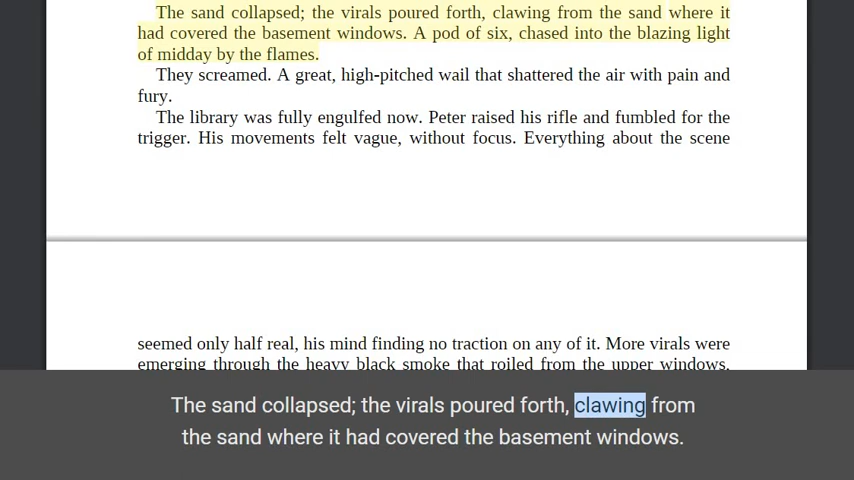 The sand collapsed; the virals poured forth, clawing from the sand where it
had covered the basement windows. A pod of six, chased into the blazing light
of midday by the flames.
They screamed. A great, high-pitched wail that shattered the air with pain and
fury.
The library was fully engulfed now. Peter raised his rifle and fumbled for the
trigger. His movements felt vague, without focus. Everything about the scene
seemed only half real, his mind finding no traction on any of it. More virals were
emerging through the heavy black smoke that roiled from the upper windows,
The sand collapsed; the virals poured forth, clawing from
the sand where it had covered the basement windows.